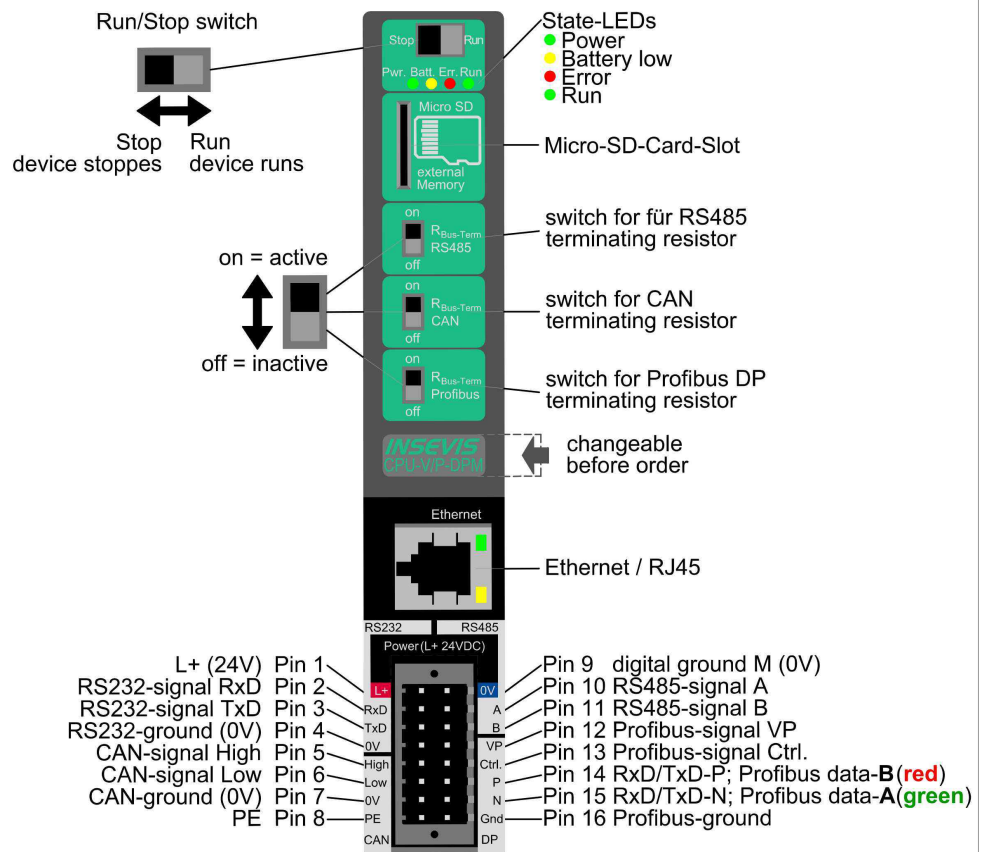 Run/Stop switch
Stop
device stoppes
Run
device runs
Stop
Run
Pwr. Batt. Err. Run
State-LEDs
Power
Battery low
Error
Run
Micro SD
external
Memory
Micro-SD-Card-Slot
on
RBus-Term
RS485
off
switch for für RS485
terminating resistor
on = active
off = inactive
on
RBus-Term
CAN
off
switch for CAN
terminating resistor
on
RBus-Term
Profibus
off
switch for Profibus DP
terminating resistor
INSEVIS
CPU-V/P-DPM
changeable
before order
Ethernet
Ethernet / RJ45
RS232
RS485
Power(L+ 24VDC)
L+ (24V) Pin 1
RS232-signal RxD Pin 2
RS232-signal TxD Pin 3
RS232-ground (0V) Pin 4
CAN-signal High Pin 5
CAN-signal Low Pin 6
CAN-ground (0V) Pin 7
PE Pin 8
L+
RxD
TxD
0V
High
Low
0V
PE
CAN
0V
A
B
VP
Ctrl.
P
N
Gnd
DP
Pin 9 digital ground M (0V)
Pin 10 RS485-signal A
Pin 11 RS485-signal B
Pin 12 Profibus-signal VP
Pin 13 Profibus-signal Ctrl.
Pin 14 RxD/TxD-P; Profibus data-B(red)
Pin 15 RxD/TxD-N; Profibus data-A(green)
Pin 16 Profibus-ground